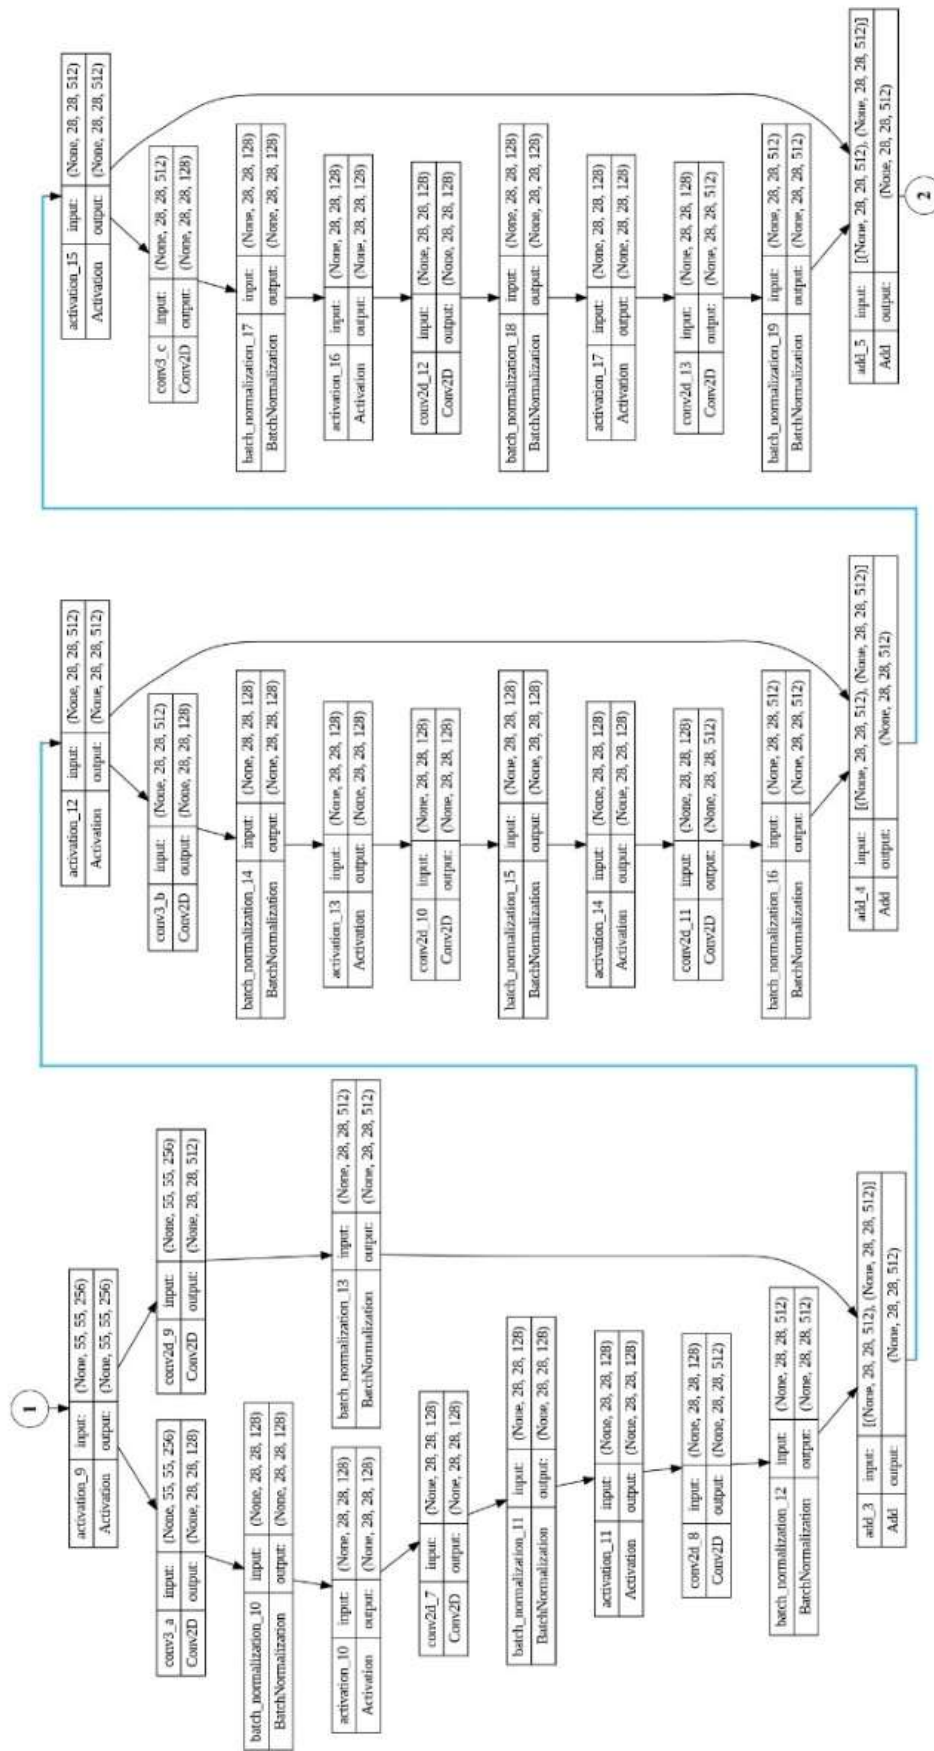 1
activation_9 input: (None, 55, 55, 256)
Activation output: (None, 55, 55, 256)
conv3_a input: (None, 55, 55, 256)
Conv2D output: (None, 28, 28, 128)
conv2d_9 input: (None, 55, 55, 256)
Conv2D output: (None, 28, 28, 512)
batch_normalization_10 input: (None, 28, 28, 128)
BatchNormalization output: (None, 28, 28, 128)
activation_10 input: (None, 28, 28, 128)
Activation output: (None, 28, 28, 128)
batch_normalization_13 input: (None, 28, 28, 512)
BatchNormalization output: (None, 28, 28, 512)
conv2d_7 input: (None, 28, 28, 128)
Conv2D output: (None, 28, 28, 128)
batch_normalization_11 input: (None, 28, 28, 128)
BatchNormalization output: (None, 28, 28, 128)
activation_11 input: (None, 28, 28, 128)
Activation output: (None, 28, 28, 128)
conv2d_8 input: (None, 28, 28, 128)
Conv2D output: (None, 28, 28, 512)
batch_normalization_12 input: (None, 28, 28, 512)
BatchNormalization output: (None, 28, 28, 512)
add_3 input: [(None, 28, 28, 512), (None, 28, 28, 512)]
Add output: (None, 28, 28, 512)
activation_12 input: (None, 28, 28, 512)
Activation output: (None, 28, 28, 512)
conv3_b input: (None, 28, 28, 512)
Conv2D output: (None, 28, 28, 128)
batch_normalization_14 input: (None, 28, 28, 128)
BatchNormalization output: (None, 28, 28, 128)
activation_13 input: (None, 28, 28, 128)
Activation output: (None, 28, 28, 128)
conv2d_10 input: (None, 28, 28, 128)
Conv2D output: (None, 28, 28, 128)
batch_normalization_15 input: (None, 28, 28, 128)
BatchNormalization output: (None, 28, 28, 128)
activation_14 input: (None, 28, 28, 128)
Activation output: (None, 28, 28, 128)
conv2d_11 input: (None, 28, 28, 128)
Conv2D output: (None, 28, 28, 512)
batch_normalization_16 input: (None, 28, 28, 512)
BatchNormalization output: (None, 28, 28, 512)
add_4 input: [(None, 28, 28, 512), (None, 28, 28, 512)]
Add output: (None, 28, 28, 512)
activation_15 input: (None, 28, 28, 512)
Activation output: (None, 28, 28, 512)
conv3_c input: (None, 28, 28, 512)
Conv2D output: (None, 28, 28, 128)
batch_normalization_17 input: (None, 28, 28, 128)
BatchNormalization output: (None, 28, 28, 128)
activation_16 input: (None, 28, 28, 128)
Activation output: (None, 28, 28, 128)
conv2d_12 input: (None, 28, 28, 128)
Conv2D output: (None, 28, 28, 128)
batch_normalization_18 input: (None, 28, 28, 128)
BatchNormalization output: (None, 28, 28, 128)
activation_17 input: (None, 28, 28, 128)
Activation output: (None, 28, 28, 128)
conv2d_13 input: (None, 28, 28, 128)
Conv2D output: (None, 28, 28, 512)
batch_normalization_19 input: (None, 28, 28, 512)
BatchNormalization output: (None, 28, 28, 512)
add_5 input: [(None, 28, 28, 512), (None, 28, 28, 512)]
Add output: (None, 28, 28, 512)
2